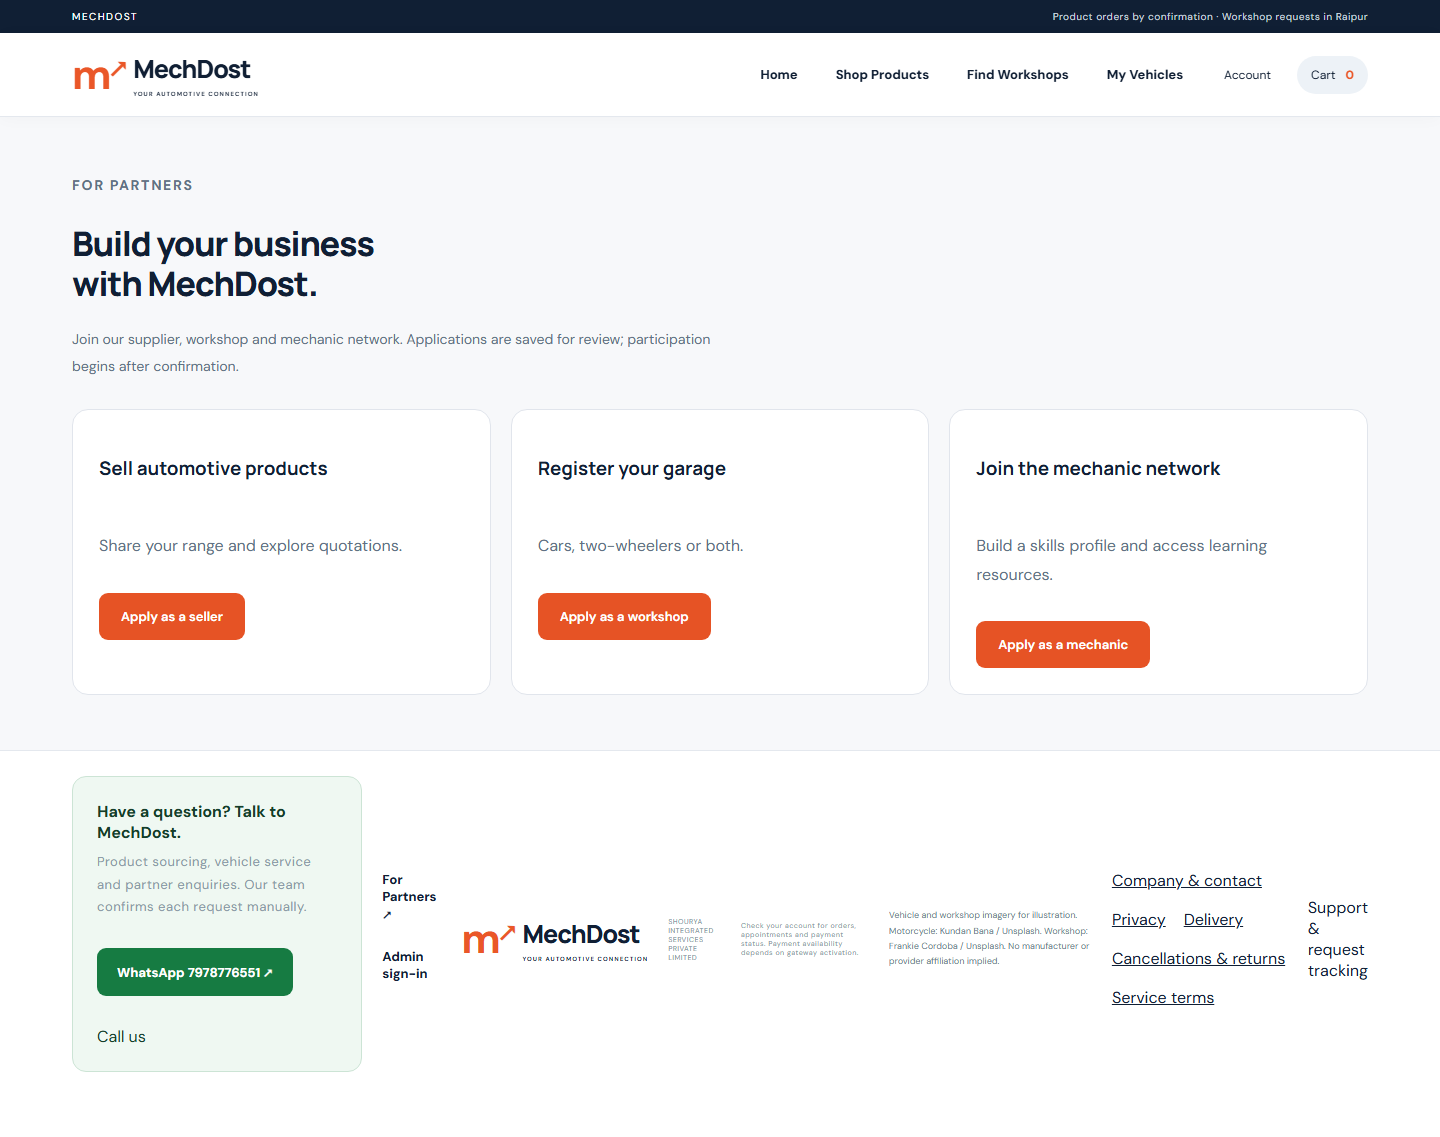 MECHDOST
Product orders by confirmation · Workshop requests in Raipur
m↗ MechDost
YOUR AUTOMOTIVE CONNECTION
Home Shop Products Find Workshops My Vehicles Account Cart 0
FOR PARTNERS
Build your business
with MechDost.
Join our supplier, workshop and mechanic network. Applications are saved for review; participation
begins after confirmation.
Sell automotive products
Share your range and explore quotations.
Apply as a seller
Register your garage
Cars, two-wheelers or both.
Apply as a workshop
Join the mechanic network
Build a skills profile and access learning
resources.
Apply as a mechanic
Have a question? Talk to
MechDost.
Product sourcing, vehicle service
and partner enquiries. Our team
confirms each request manually.
WhatsApp 7978776551 ↗
Call us
For
Partners
↗
Admin
sign-in
m↗ MechDost
YOUR AUTOMOTIVE CONNECTION
SHOURYA
INTEGRATED
SERVICES
PRIVATE
LIMITED
Check your account for orders,
appointments and payment
status. Payment availability
depends on gateway activation.
Vehicle and workshop imagery for illustration.
Motorcycle: Kundan Bana / Unsplash. Workshop:
Frankie Cordoba / Unsplash. No manufacturer or
provider affiliation implied.
Company & contact
Privacy Delivery
Cancellations & returns
Service terms
Support
&
request
tracking